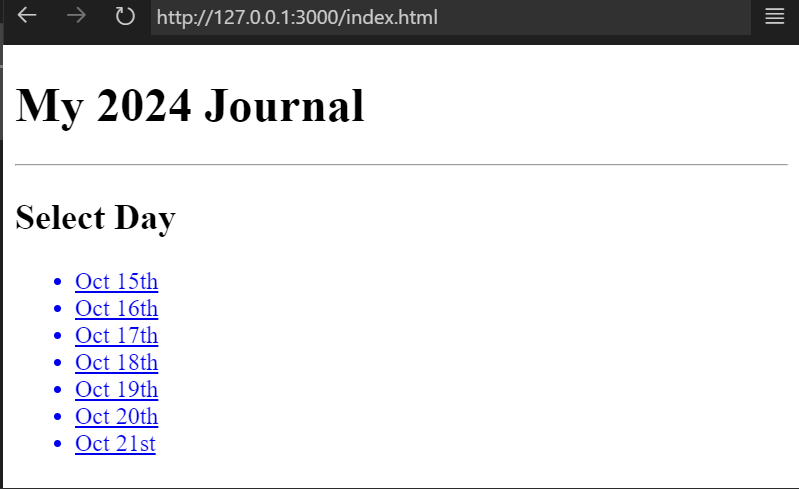 http://127.0.0.1:3000/index.html
My 2024 Journal
Select Day
Oct 15th
Oct 16th
Oct 17th
Oct 18th
Oct 19th
Oct 20th
Oct 21st